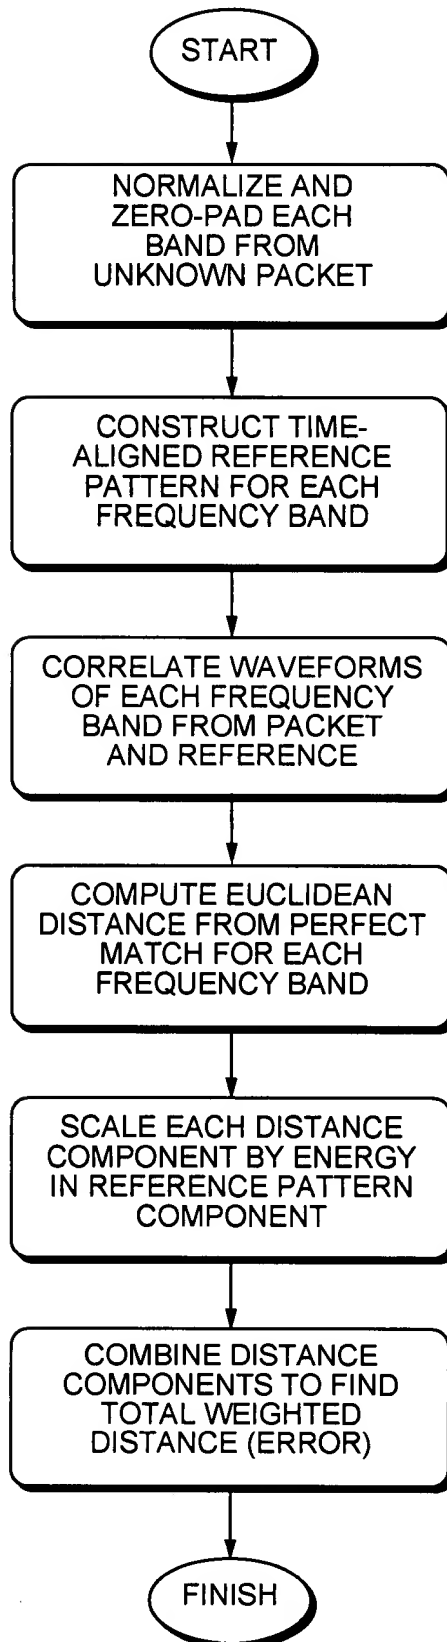 START
NORMALIZE AND
ZERO-PAD EACH
BAND FROM
UNKNOWN PACKET
CONSTRUCT TIME-
ALIGNED REFERENCE
PATTERN FOR EACH
FREQUENCY BAND
CORRELATE WAVEFORMS
OF EACH FREQUENCY
BAND FROM PACKET
AND REFERENCE
COMPUTE EUCLIDEAN
DISTANCE FROM PERFECT
MATCH FOR EACH
FREQUENCY BAND
SCALE EACH DISTANCE
COMPONENT BY ENERGY
IN REFERENCE PATTERN
COMPONENT
COMBINE DISTANCE
COMPONENTS TO FIND
TOTAL WEIGHTED
DISTANCE (ERROR)
FINISH